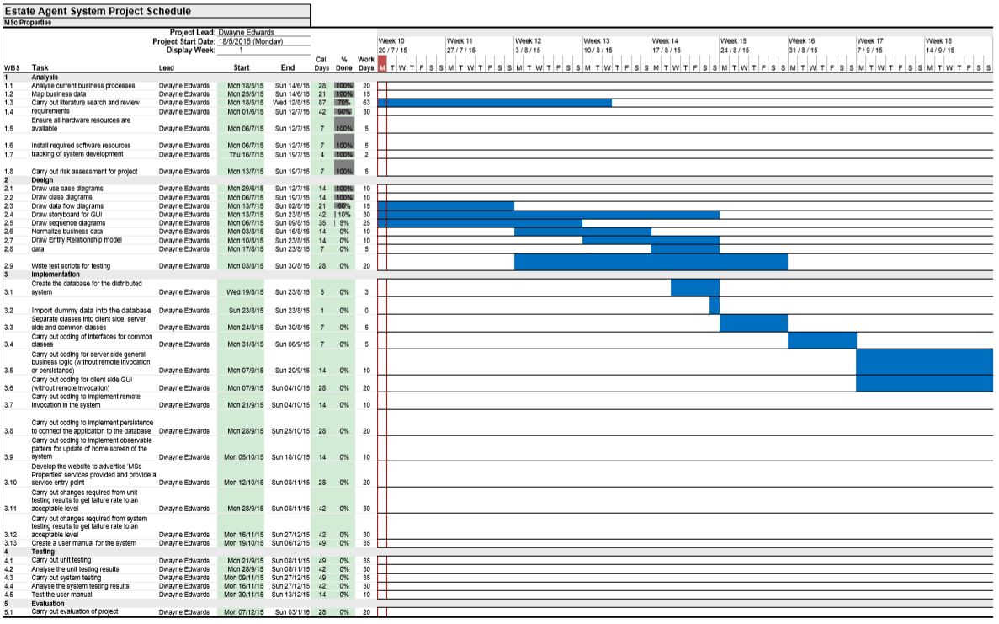 Estate Agent System Project Schedule
MSc Properties
Project Lead: Dwayne Edwards
Project Start Date: 18/5/2015 (Monday)
Display Week: 1
Week 10 Week 11 Week 12 Week 13 Week 14 Week 15 Week 16 Week 17 Week 18
20 / 7 / 15 27 / 7 / 15 3 / 8 / 15 10 / 8 / 15 17 / 8 / 15 24 / 8 / 15 31 / 8 / 15 7 / 9 / 15 14 / 9 / 15
Cal. % Work
WBS Task Lead Start End Days Done Days M T W T F S S M T W T F S S M T W T F S S M T W T F S S M T W T F S S M T W T F S S M T W T F S S M T W T F S S M T W T F S S
1 Analysis
1.1 Analyse current business processes Dwayne Edwards Mon 18/5/15 Sun 14/6/15 28 100% 20
1.2 Map business data Dwayne Edwards Mon 25/5/15 Sun 14/6/15 21 100% 15
1.3 Carry out literature search and review Dwayne Edwards Mon 18/5/15 Wed 12/8/15 87 70% 63
1.4 requirements Dwayne Edwards Mon 01/6/15 Sun 12/7/15 42 90% 30
Ensure all hardware resources are
1.5 available Dwayne Edwards Mon 06/7/15 Sun 12/7/15 7 100% 5
1.6 Install required software resources Dwayne Edwards Mon 06/7/15 Sun 12/7/15 7 100% 5
1.7 tracking of system development Dwayne Edwards Thu 16/7/15 Sun 19/7/15 4 100% 2
1.8 Carry out risk assessment for project Dwayne Edwards Mon 13/7/15 Sun 19/7/15 7 100% 5
2 Design
2.1 Draw use case diagrams Dwayne Edwards Mon 29/6/15 Sun 12/7/15 14 100% 10
2.2 Draw class diagrams Dwayne Edwards Mon 06/7/15 Sun 19/7/15 14 100% 10
2.3 Draw data flow diagrams Dwayne Edwards Mon 13/7/15 Sun 02/8/15 21 60% 15
2.4 Draw storyboard for GUI Dwayne Edwards Mon 13/7/15 Sun 23/8/15 42 10% 30
2.5 Draw sequence diagrams Dwayne Edwards Mon 06/7/15 Sun 09/8/15 35 5% 25
2.6 Normalize business data Dwayne Edwards Mon 03/8/15 Sun 16/8/15 14 0% 10
2.7 Draw Entity Relationship model Dwayne Edwards Mon 10/8/15 Sun 23/8/15 14 0% 10
2.8 data Dwayne Edwards Mon 17/8/15 Sun 23/8/15 7 0% 5
2.9 Write test scripts for testing Dwayne Edwards Mon 03/8/15 Sun 30/8/15 28 0% 20
3 Implementation
Create the database for the distributed
3.1 system Dwayne Edwards Wed 19/8/15 Sun 23/8/15 5 0% 3
3.2 Import dummy data into the database Dwayne Edwards Sun 23/8/15 Sun 23/8/15 1 0% 0
Separate classes into client side, server
3.3 side and common classes Dwayne Edwards Mon 24/8/15 Sun 30/8/15 7 0% 5
Carry out coding of interfaces for common
3.4 classes Dwayne Edwards Mon 31/8/15 Sun 06/9/15 7 0% 5
Carry out coding for server side general
business logic (without remote invocation
3.5 or persistance) Dwayne Edwards Mon 07/9/15 Sun 20/9/15 14 0% 10
Carry out coding for client side GUI
3.6 (without remote invocation) Dwayne Edwards Mon 07/9/15 Sun 04/10/15 28 0% 20
Carry out coding to implement remote
3.7 invocation in the system Dwayne Edwards Mon 21/9/15 Sun 04/10/15 14 0% 10
Carry out coding to implement persistence
3.8 to connect the application to the database Dwayne Edwards Mon 28/9/15 Sun 25/10/15 28 0% 20
Carry out coding to implement observable
pattern for update of home screen of the
3.9 system Dwayne Edwards Mon 05/10/15 Sun 18/10/15 14 0% 10
Develop the website to advertise 'MSc
Properties' services provided and provide a
3.10 service entry point Dwayne Edwards Mon 12/10/15 Sun 08/11/15 28 0% 20
Carry out changes required from unit
testing results to get failure rate to an
3.11 acceptable level Dwayne Edwards Mon 28/9/15 Sun 08/11/15 42 0% 30
Carry out changes required from system
testing results to get failure rate to an
3.12 acceptable level Dwayne Edwards Mon 16/11/15 Sun 27/12/15 42 0% 30
3.13 Create a user manual for the system Dwayne Edwards Mon 19/10/15 Sun 06/12/15 49 0% 35
4 Testing
4.1 Carry out unit testing Dwayne Edwards Mon 21/9/15 Sun 08/11/15 49 0% 35
4.2 Analyse the unit testing results Dwayne Edwards Mon 28/9/15 Sun 08/11/15 42 0% 30
4.3 Carry out system testing Dwayne Edwards Mon 09/11/15 Sun 27/12/15 49 0% 35
4.4 Analyse the system testing results Dwayne Edwards Mon 16/11/15 Sun 27/12/15 42 0% 30
4.5 Test the user manual Dwayne Edwards Mon 30/11/15 Sun 13/12/15 14 0% 10
5 Evaluation
5.1 Carry out evaluation of project Dwayne Edwards Mon 07/12/15 Sun 03/1/16 28 0% 20